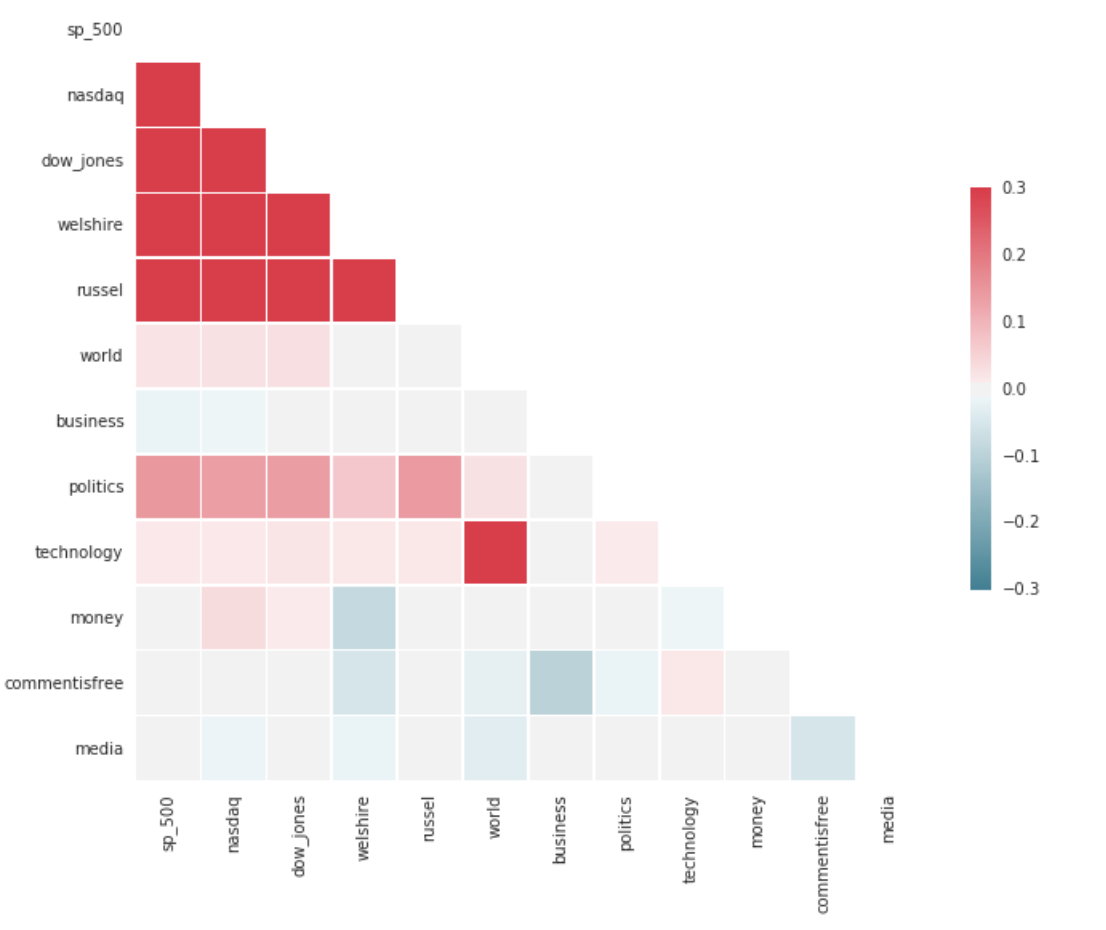 sp_500
nasdaq
dow_jones
welshire
russel
world
business
politics
technology
money
commentisfree
media
0.3
0.2
0.1
0.0
−0.1
−0.2
−0.3
sp_500
nasdaq
dow_jones
welshire
russel
world
business
politics
technology
money
commentisfree
media